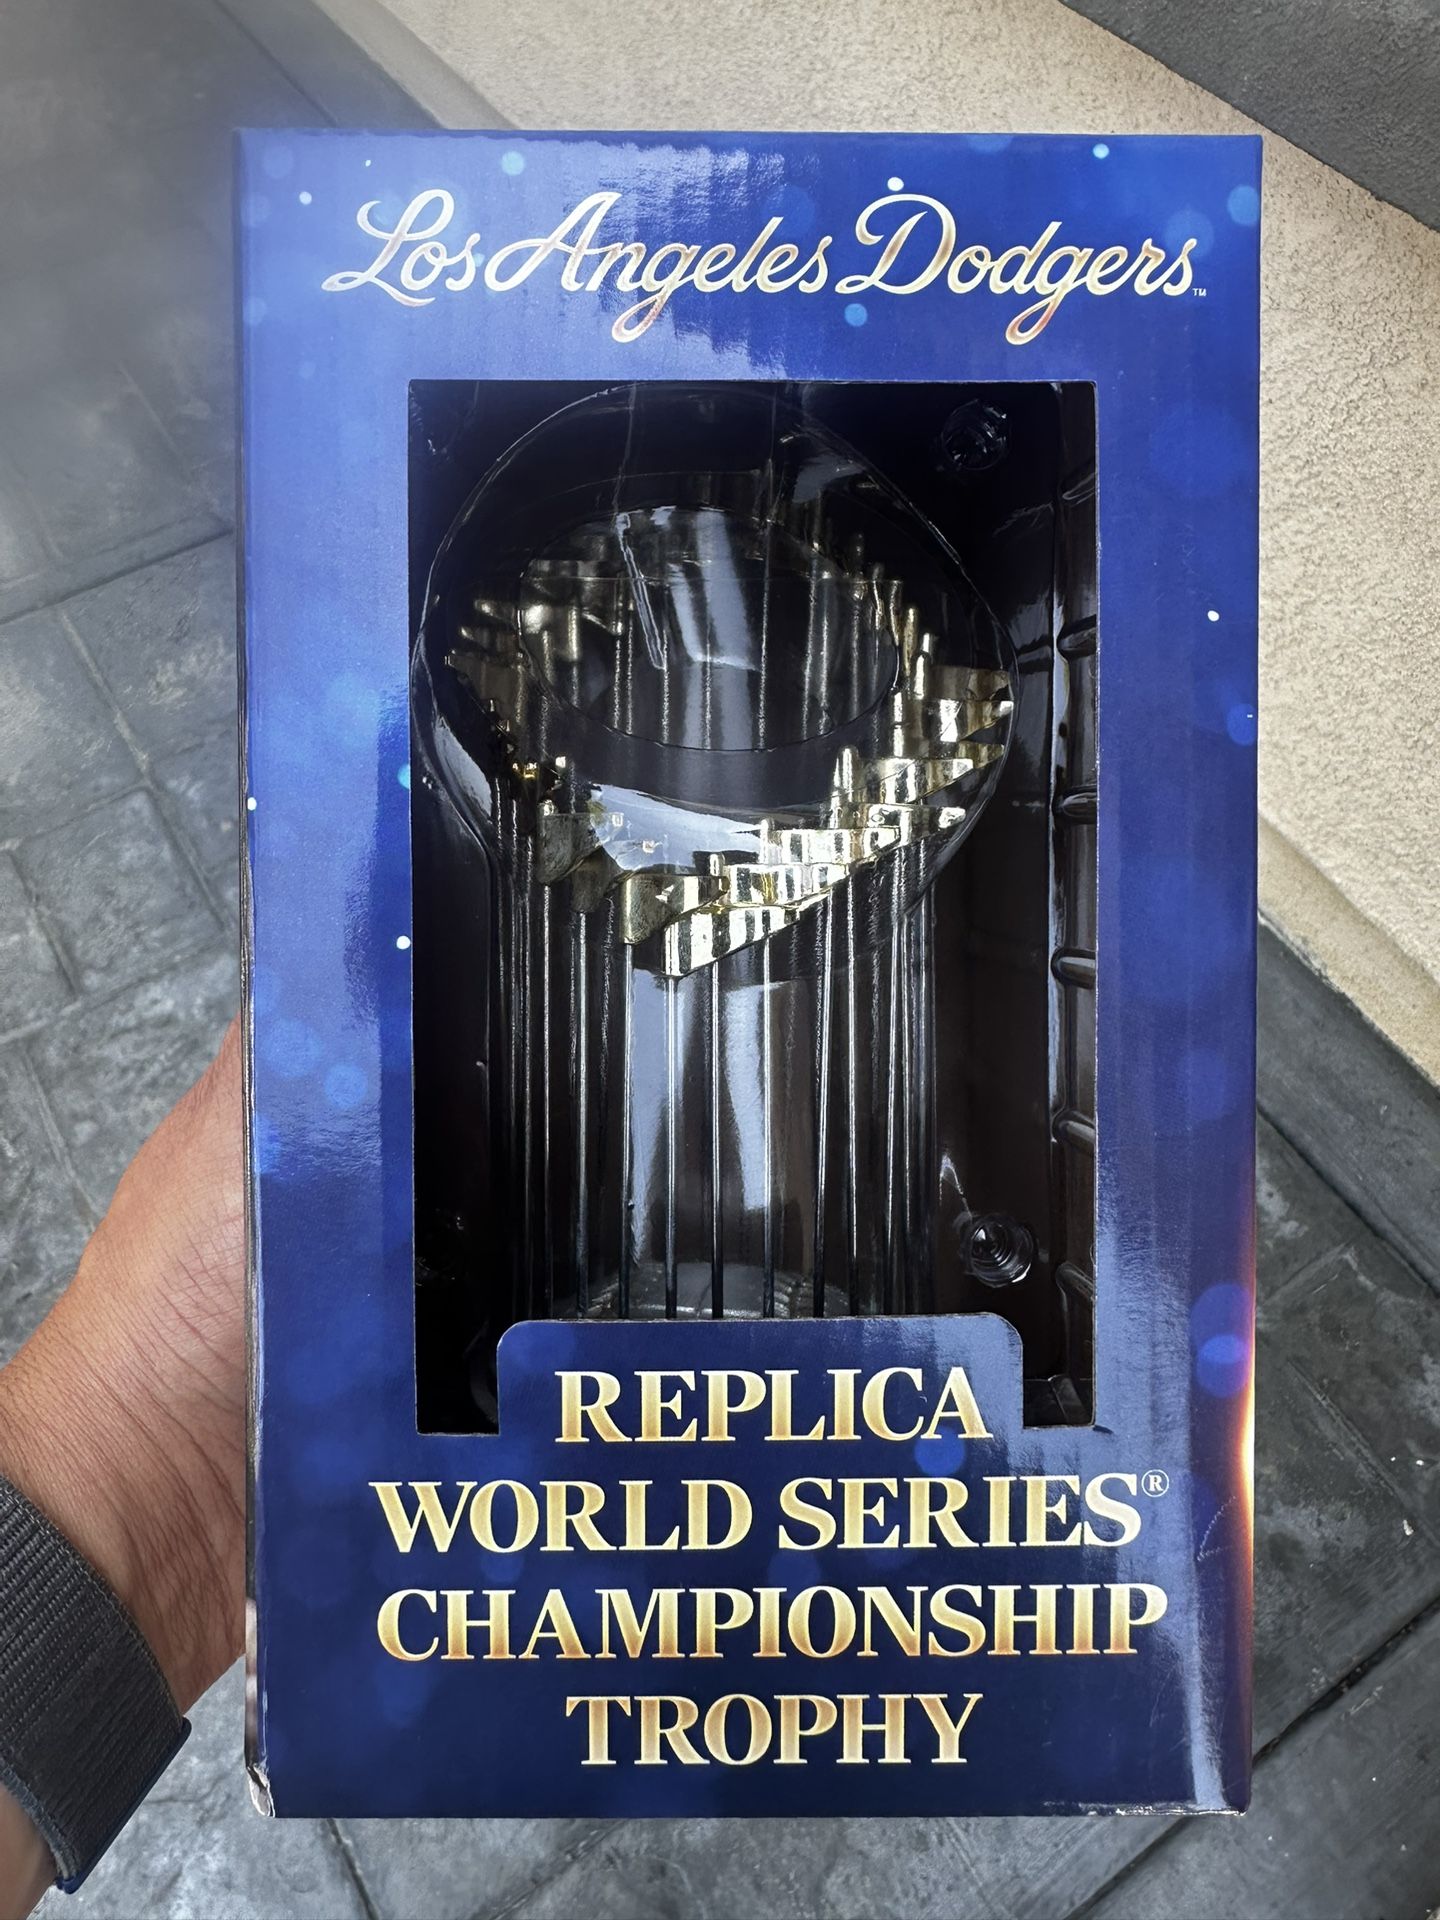 Los Angeles Dodgers™
REPLICA
WORLD SERIES®
CHAMPIONSHIP
TROPHY